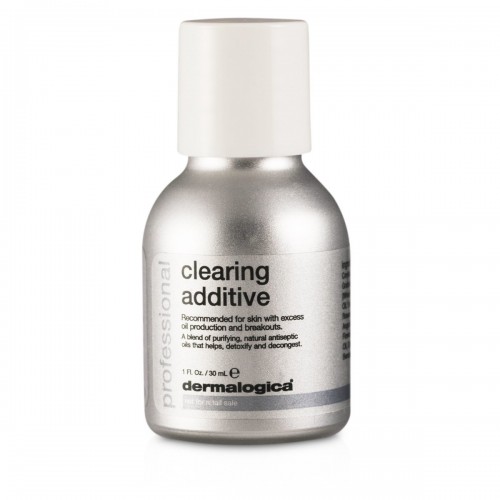 professional
clearing
additive
Recommended for skin with excess
oil production and breakouts.
A blend of purifying, natural antiseptic
oils that helps, detoxify and decongest.
1 Fl. Oz. / 30 mL ℮
dermalogica
not for retail sale